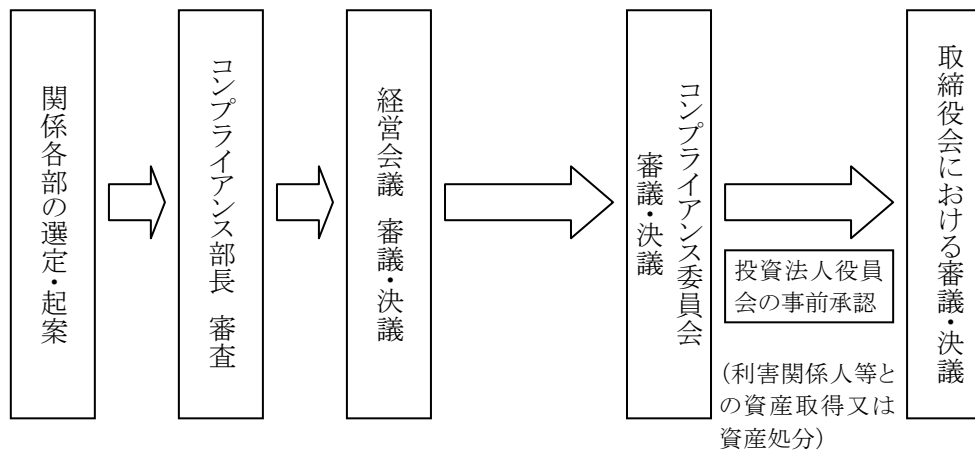 関係各部の選定・起案
コンプライアンス部長 審査
経営会議 審議・決議
コンプライアンス委員会
審議・決議
投資法人役員
会の事前承認
(利害関係人等と
の資産取得又は
資産処分)
取締役会における審議・決議